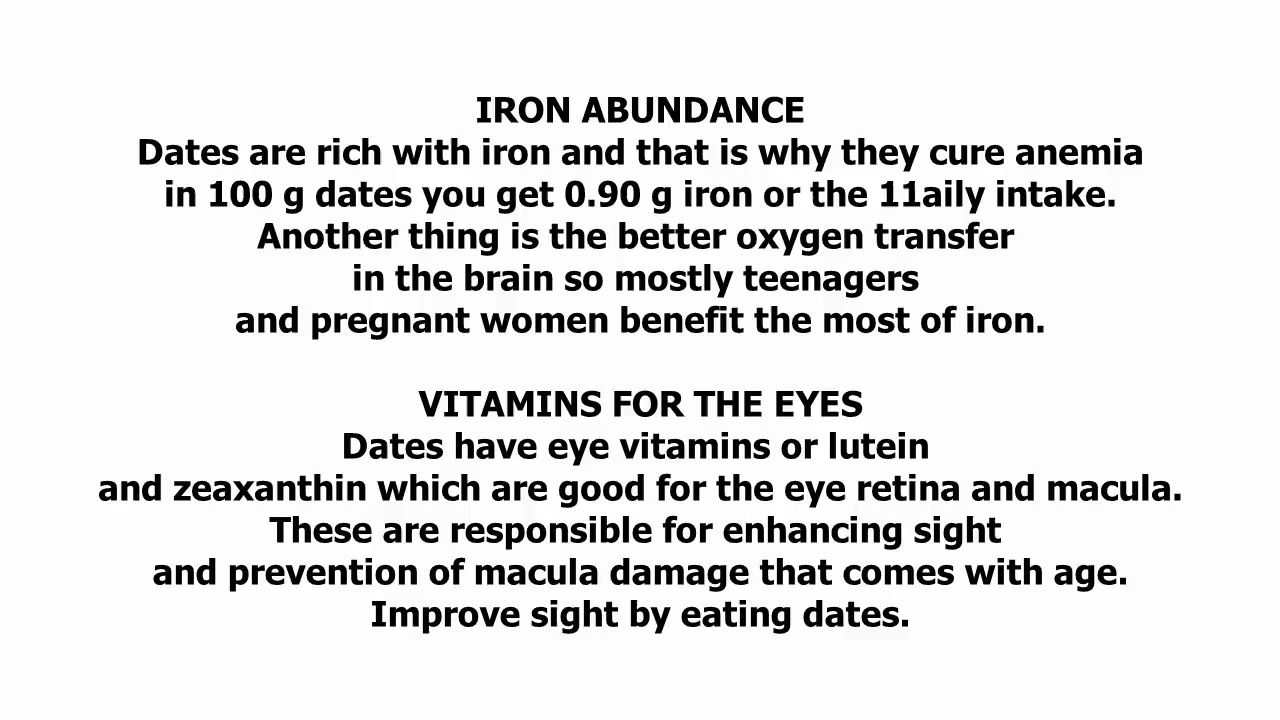 IRON ABUNDANCE
Dates are rich with iron and that is why they cure anemia
in 100 g dates you get 0.90 g iron or the 11aily intake.
Another thing is the better oxygen transfer
in the brain so mostly teenagers
and pregnant women benefit the most of iron.
VITAMINS FOR THE EYES
Dates have eye vitamins or lutein
and zeaxanthin which are good for the eye retina and macula.
These are responsible for enhancing sight
and prevention of macula damage that comes with age.
Improve sight by eating dates.